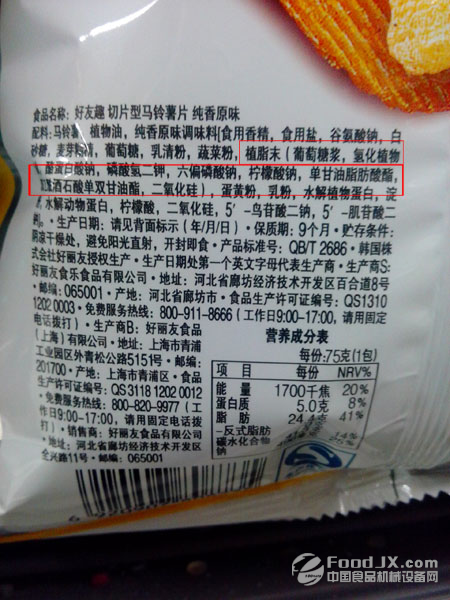 食品名称: 好友趣 切片型马铃薯片 纯香原味
配料: 马铃薯, 植物油, 纯香原味调味料[食用香精, 食用盐, 谷氨酸钠, 白
砂糖, 麦芽糊精, 葡萄糖, 乳清粉, 蔬菜粉, 植脂末 (葡萄糖浆, 氢化植物
酪蛋白酸钠, 磷酸氢二钾, 六偏磷酸钠, 柠檬酸钠, 单甘油脂肪酸酯,
酒石酸单双甘油酯, 二氧化硅), 蛋黄粉, 乳粉, 水解植物蛋白, 淀
水解动物蛋白, 柠檬酸, 二氧化硅, 5'-鸟苷酸二钠, 5'-肌苷酸二
·生产日期: 请见背面标示 (年/月/日) ·保质期: 9个月 ·贮存条件:
阴凉干燥处, 避免阳光直射, 开封即食 ·产品标准号: QB/T 2686 ·韩国株
式会社好丽友授权生产 ·生产日期处第一个英文字母代表生产商 ·生产商S:
好丽友食乐食品有限公司 ·地址: 河北省廊坊经济技术开发区百合道8号
·邮编: 065001 ·产地: 河北省廊坊市 ·食品生产许可证编号: QS1310
1202 0003 ·免费服务热线: 800-911-8666 (工作日9:00-17:00, 请用固定
电话拨打) ·生产商B: 好丽友食品
(上海) 有限公司 ·地址: 上海市青浦
工业园区外青松公路5151号 ·邮编:
201700 ·产地: 上海市青浦区 ·食品
生产许可证编号: QS3118 1202 0012
·免费服务热线: 800-820-9977 (工
作日9:00-17:00, 请用固定电话拨
打) ·销售商: 好丽友食品有限公司
·地址: 河北省廊坊经济技术开发区
全兴路11号 ·邮编: 065001
营养成分表
每份: 75克(1包)
项 目 每份 NRV%
能 量 1700千焦 20%
蛋白质 5.0克 8%
脂 肪 24.4克 41%
-反式脂肪
碳水化合物 14%
钠
FoodJX.com
中国食品机械设备网